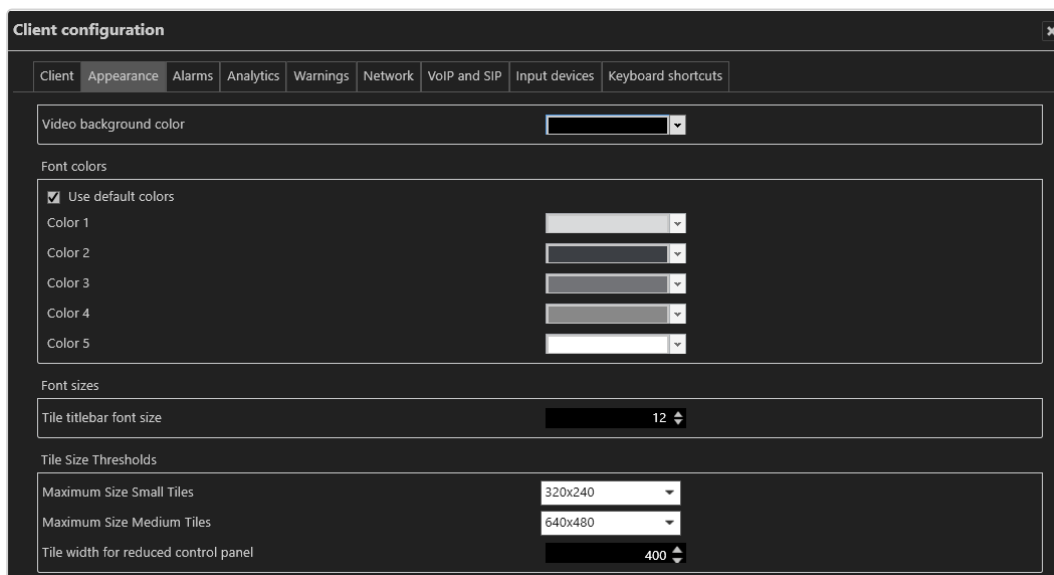 Client configuration
Client Appearance Alarms Analytics Warnings Network VoIP and SIP Input devices Keyboard shortcuts
Video background color
Font colors
Use default colors
Color 1
Color 2
Color 3
Color 4
Color 5
Font sizes
Tile titlebar font size 12
Tile Size Thresholds
Maximum Size Small Tiles 320x240
Maximum Size Medium Tiles 640x480
Tile width for reduced control panel 400